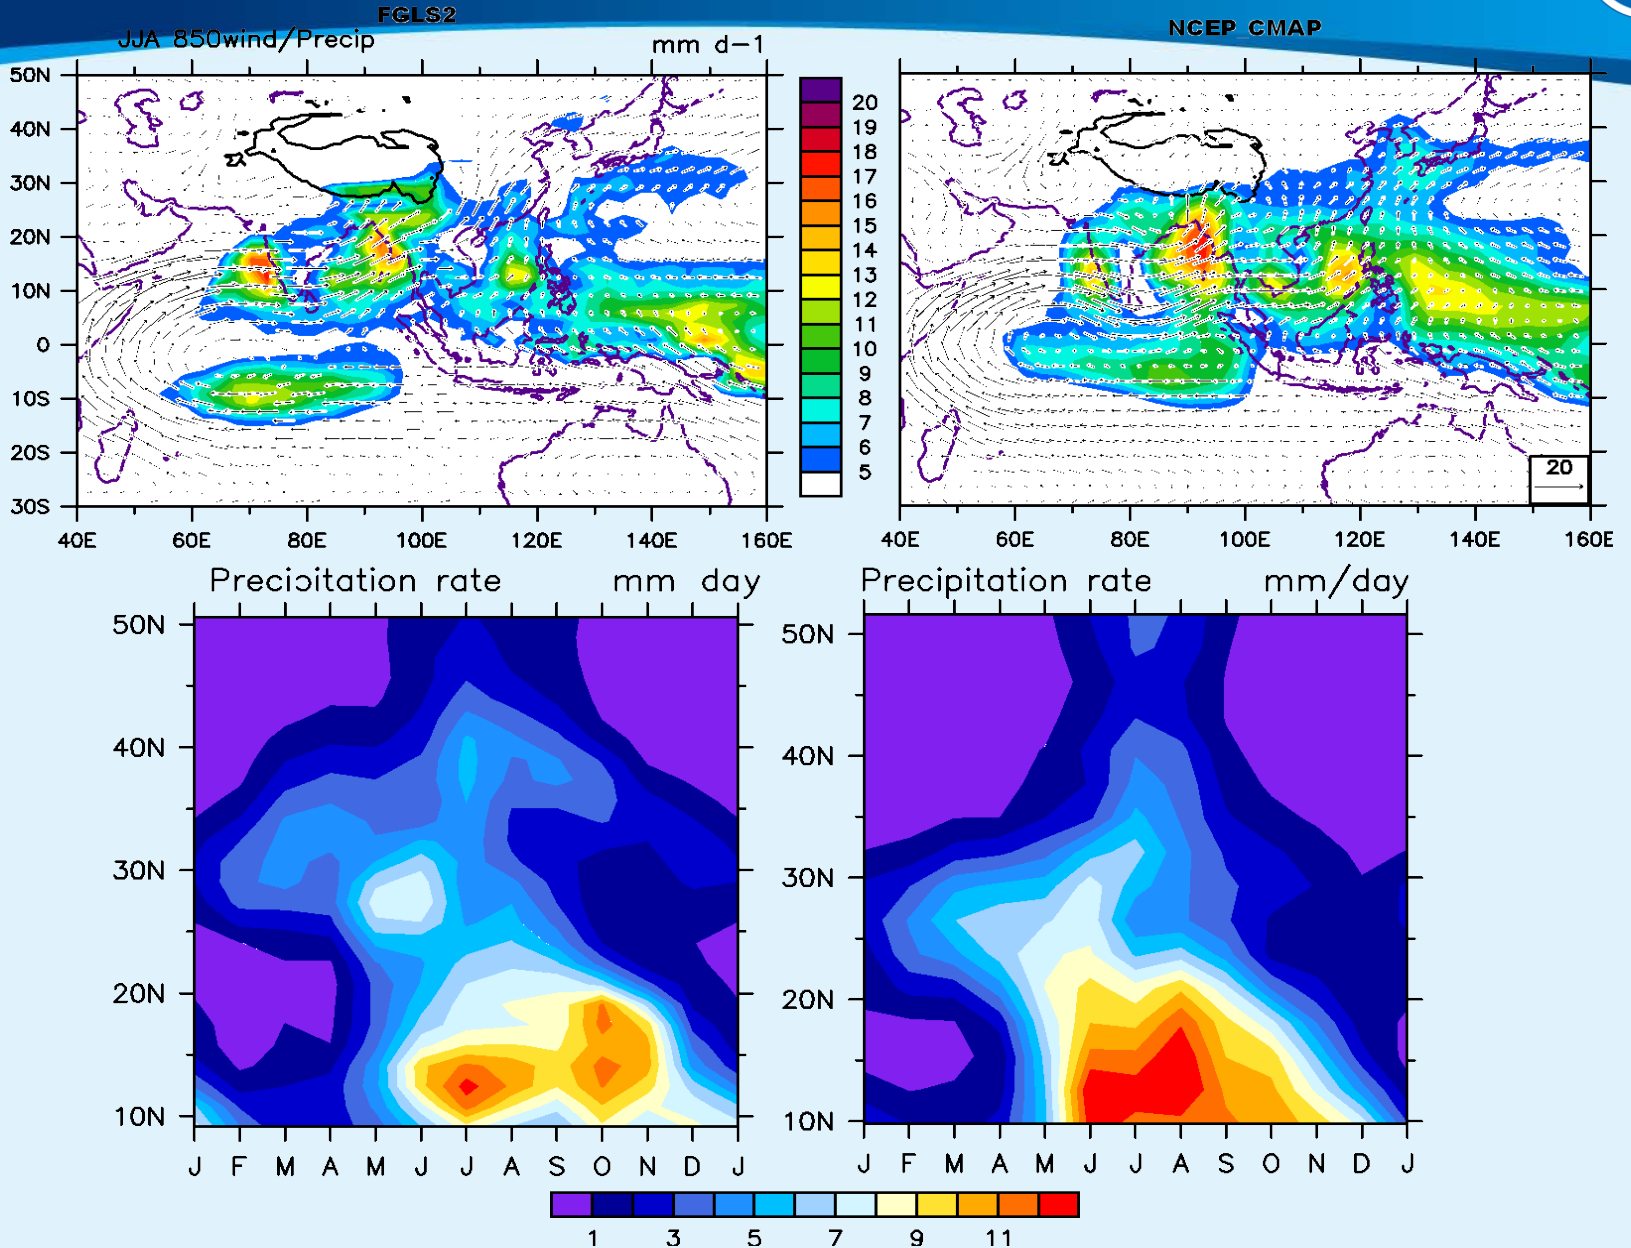 FGLS2
NCEP CMAP
JJA 850wind/Precip mm d-1
50N
40N
30N
20N
10N
0
10S
20S
30S
40E 60E 80E 100E 120E 140E 160E
20
19
18
17
16
15
14
13
12
11
10
9
8
7
6
5
20
40E 60E 80E 100E 120E 140E 160E
Precipitation rate mm day
50N
40N
30N
20N
10N
J F M A M J J A S O N D J
Precipitation rate mm/day
50N
40N
30N
20N
10N
J F M A M J J A S O N D J
1 3 5 7 9 11